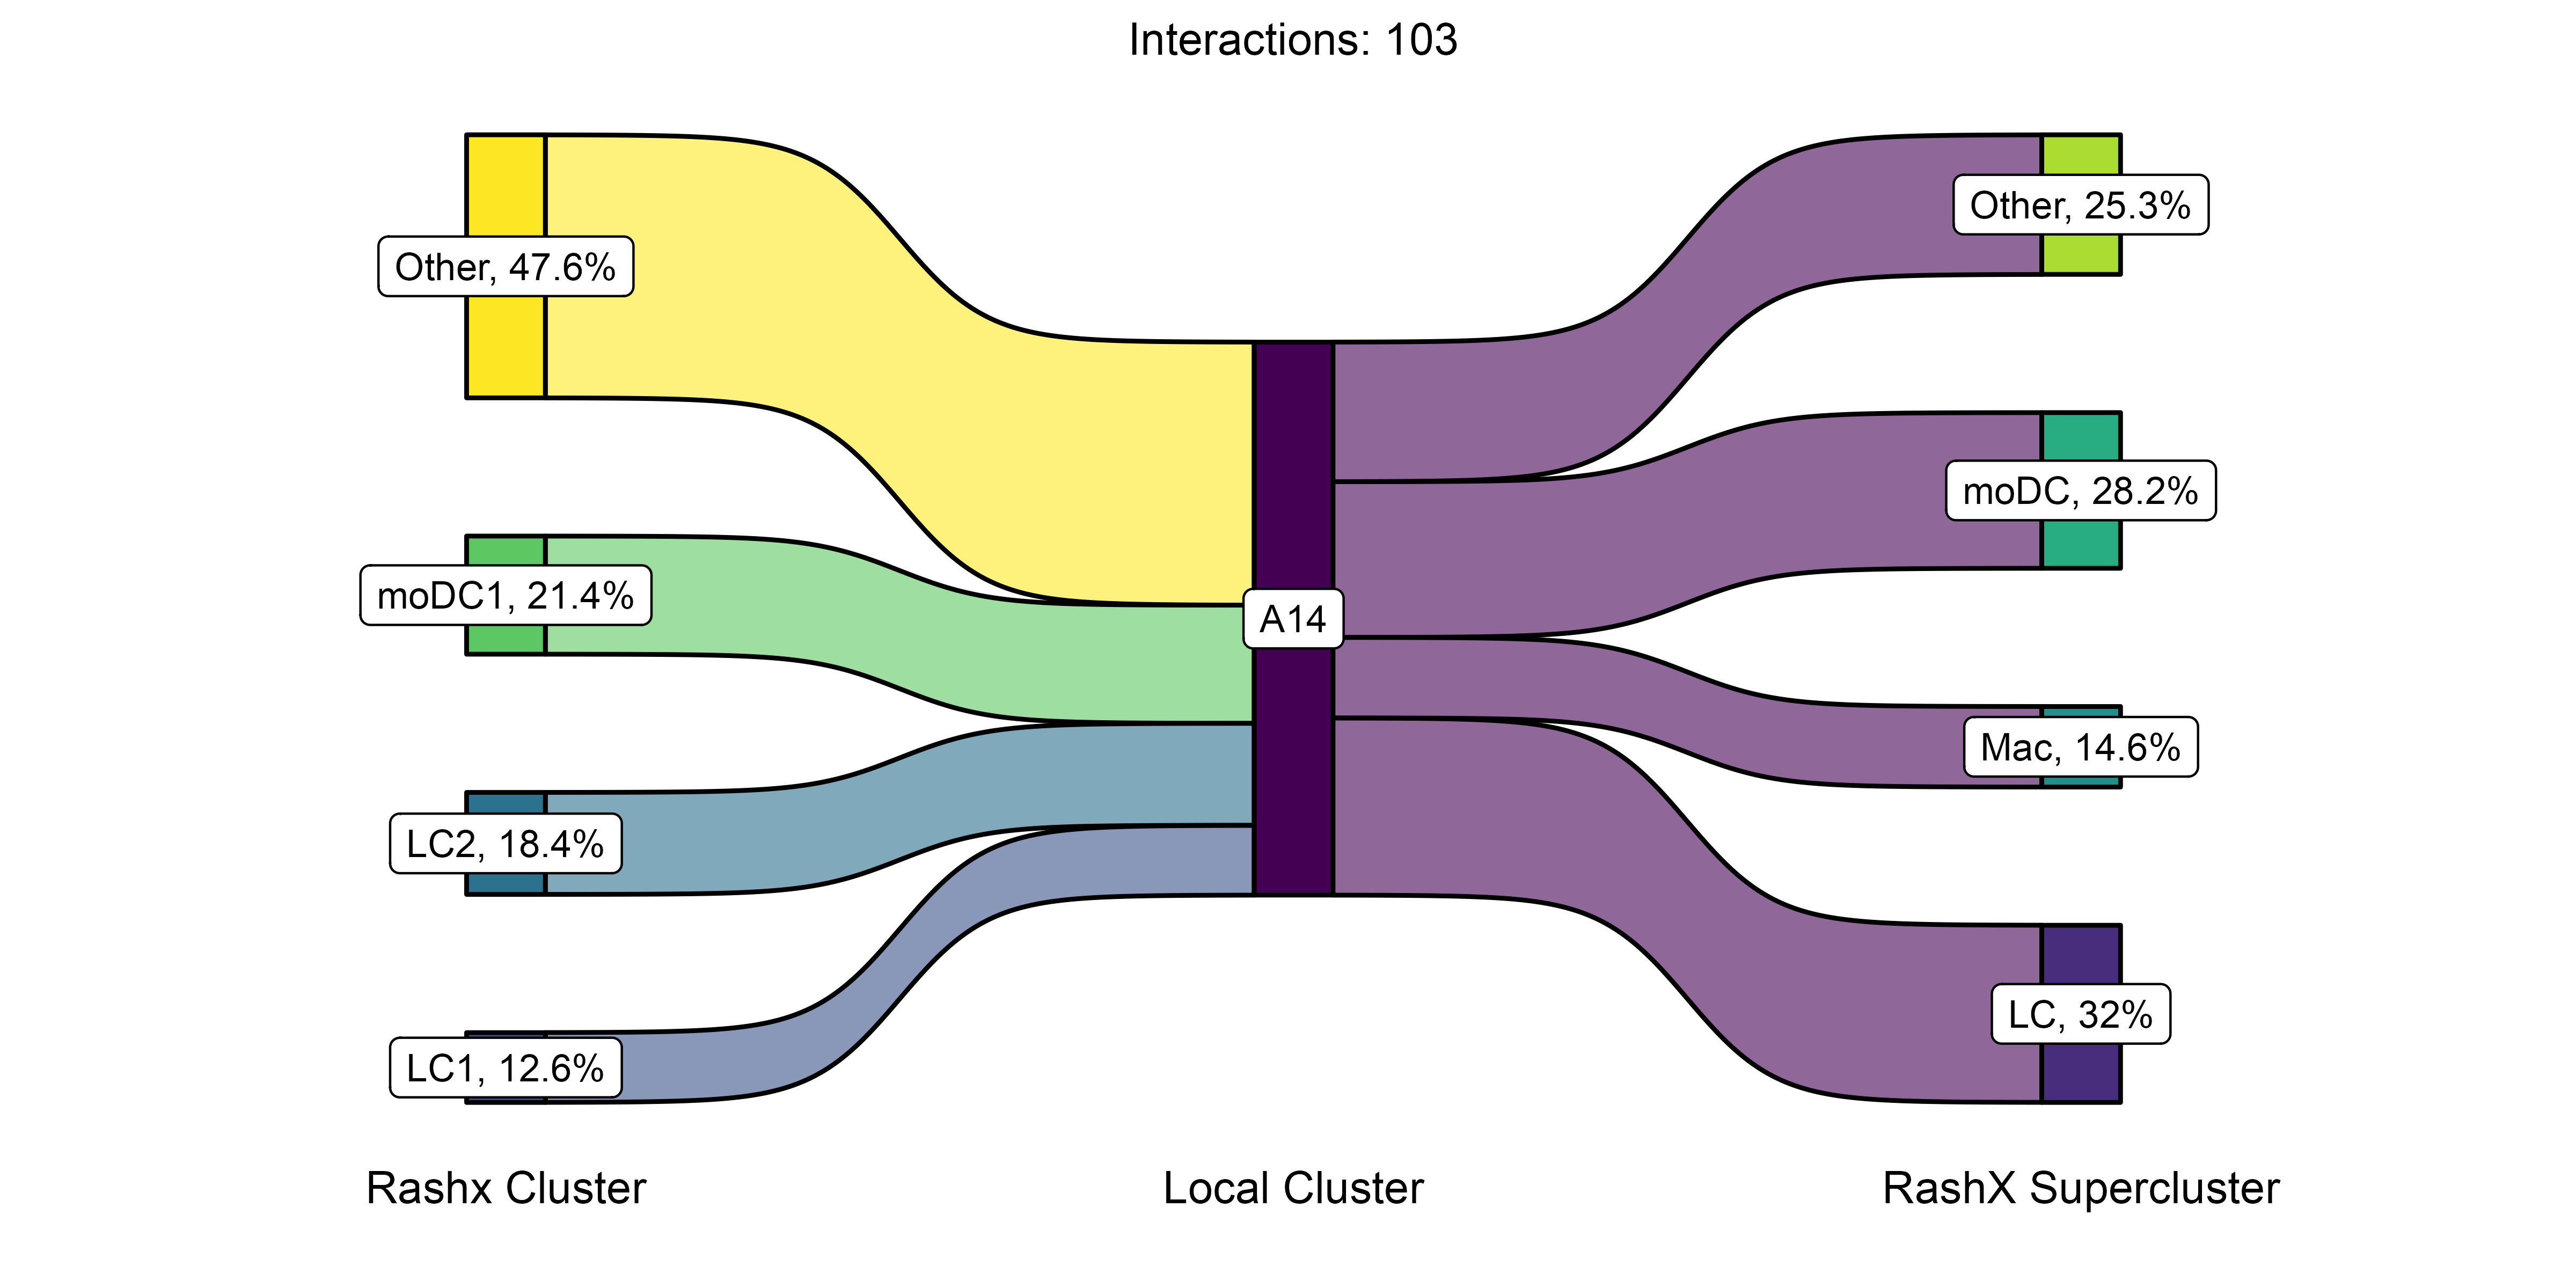 Interactions: 103
Other, 47.6%
moDC1, 21.4%
LC2, 18.4%
LC1, 12.6%
A14
Other, 25.3%
moDC, 28.2%
Mac, 14.6%
LC, 32%
Rashx Cluster
Local Cluster
RashX Supercluster